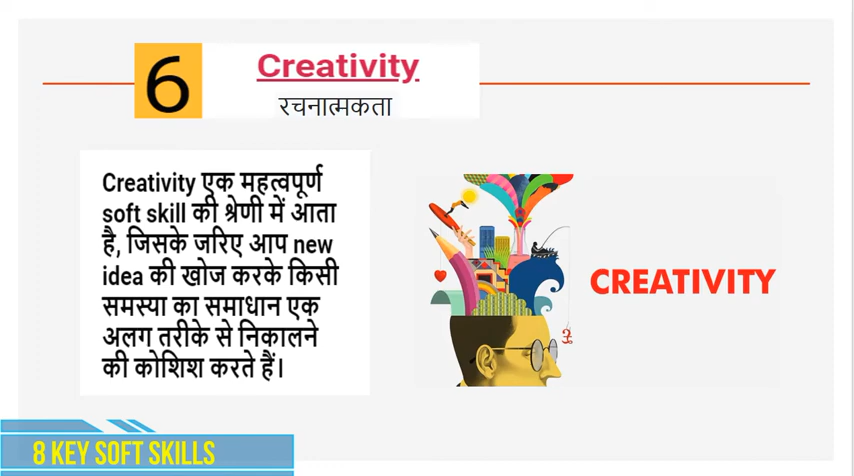 6
Creativity
रचनात्मकता
Creativity एक महत्वपूर्ण
soft skill की श्रेणी में आता
है, जिसके जरिए आप new
idea की खोज करके किसी
समस्या का समाधान एक
अलग तरीके से निकालने
की कोशिश करते हैं।
CREATIVITY
8 KEY SOFT SKILLS